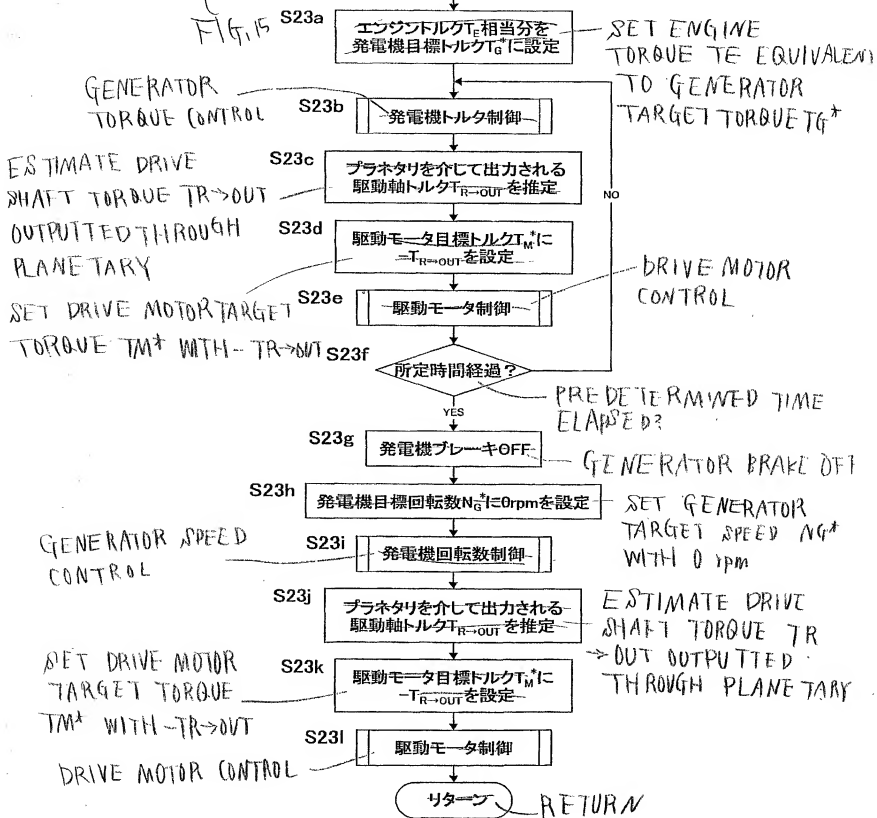 FIG, 15
S23a
エンジントルクTE相当分を
発電機目標トルクTG*に設定
SET ENGINE
TORQUE TE EQUIVALENT
TO GENERATOR
TARGET TORQUE TG*
GENERATOR
TORQUE CONTROL
S23b
発電機トルク制御
ESTIMATE DRIVE
SHAFT TORQUE TR→OUT
OUTPUTTED THROUGH
PLANETARY
S23c
プラネタリを介して出力される
駆動軸トルクTR→OUTを推定
NO
S23d
駆動モータ目標トルクTM*に
-TR→OUTを設定
SET DRIVE MOTOR TARGET
TORQUE TM* WITH - TR→OUT
S23e
駆動モータ制御
DRIVE MOTOR
CONTROL
S23f
所定時間経過？
PREDETERMINED TIME
ELAPSED?
YES
S23g
発電機ブレーキOFF
GENERATOR BRAKE OFF
S23h
発電機目標回転数NG*に0rpmを設定
SET GENERATOR
TARGET SPEED NG*
WITH 0 rpm
GENERATOR SPEED
CONTROL
S23i
発電機回転数制御
S23j
プラネタリを介して出力される
駆動軸トルクTR→OUTを推定
ESTIMATE DRIVE
SHAFT TORQUE TR
→OUT OUTPUTTED
THROUGH PLANETARY
SET DRIVE MOTOR
TARGET TORQUE
TM* WITH -TR→OUT
S23k
駆動モータ目標トルクTM*に
-TR→OUTを設定
S23l
駆動モータ制御
DRIVE MOTOR CONTROL
リターン
RETURN